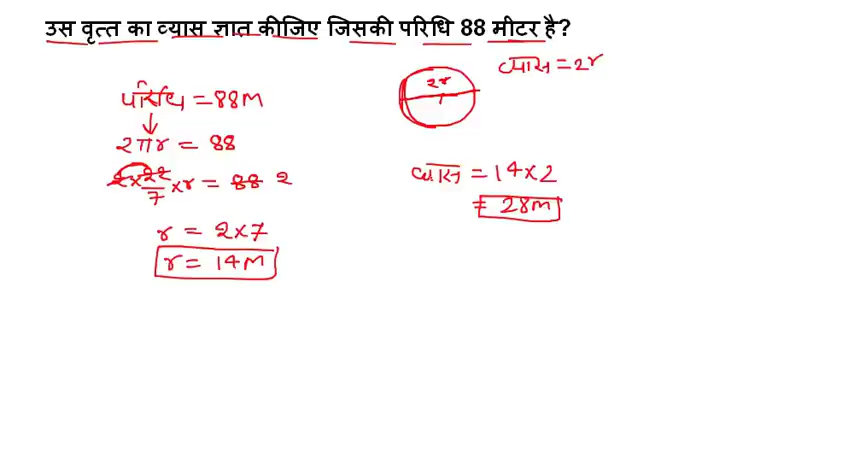 उस वृत्त का व्यास ज्ञात कीजिए जिसकी परिधि 88 मीटर है?
व्यास = 2r
2r
परिधि = 88m
2πr = 88
2 × 22/7 × r = 88 2
r = 2×7
r = 14m
व्यास = 14×2
= 28m